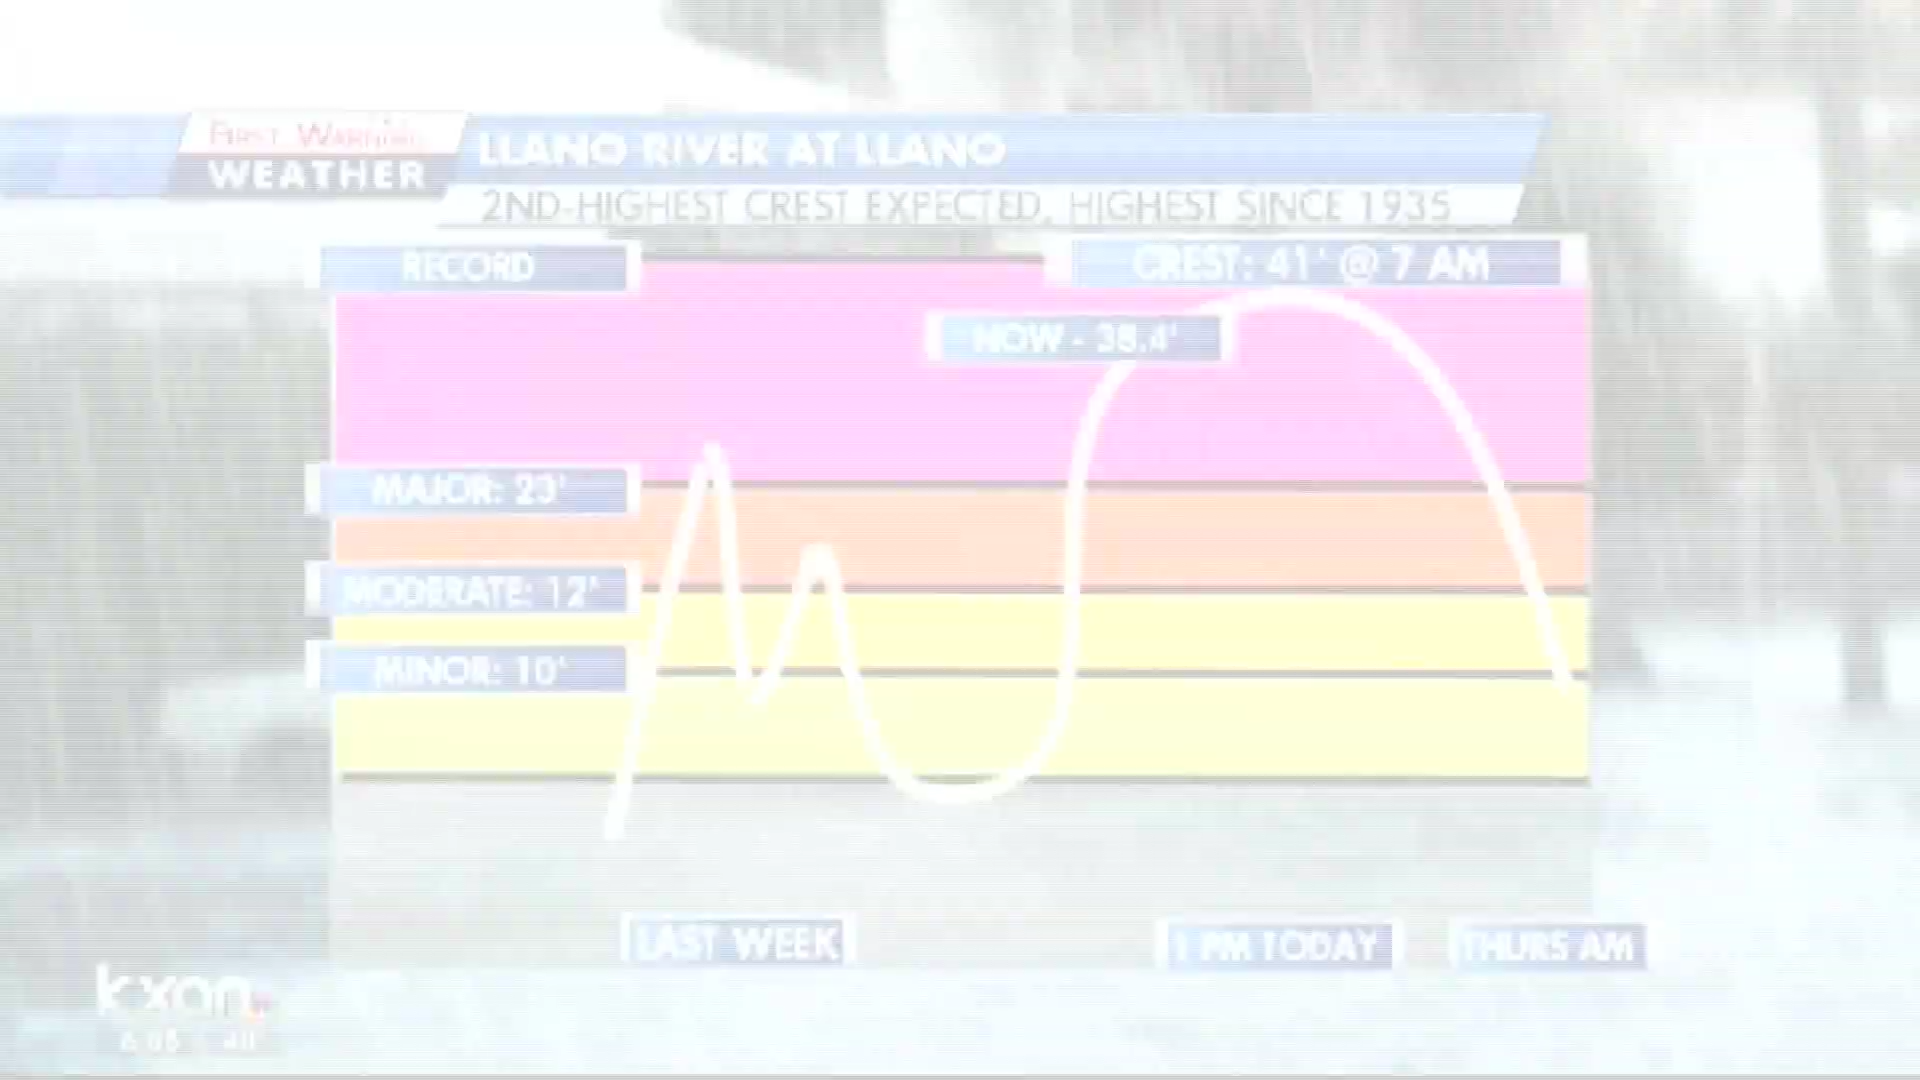 FIRST WARNING
WEATHER
LLANO RIVER AT LLANO
2ND-HIGHEST CREST EXPECTED, HIGHEST SINCE 1935
RECORD
CREST: 41' @ 7 AM
NOW - 38.4'
MAJOR: 23'
MODERATE: 12'
MINOR: 10'
LAST WEEK
1 PM TODAY
THURS AM
kxan